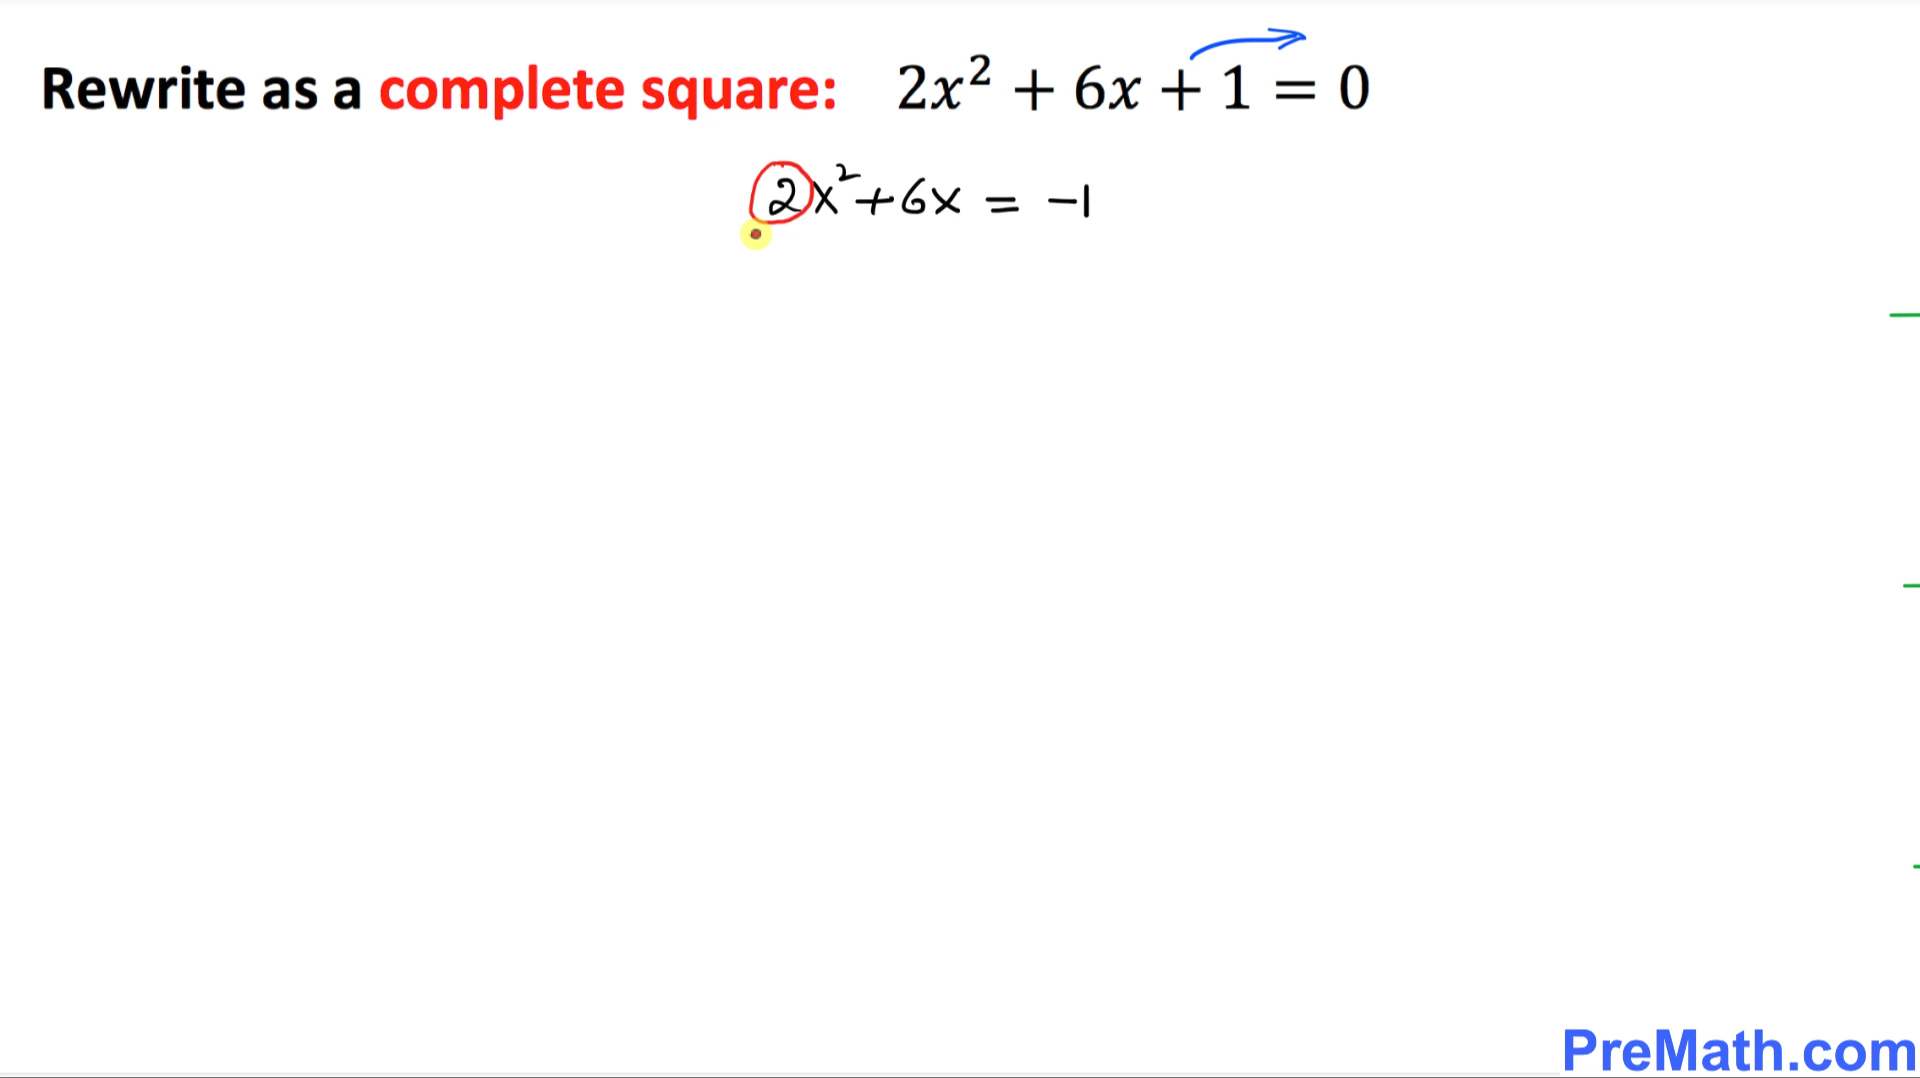 Rewrite as a complete square: 2x² + 6x + 1 = 0
2x² + 6x = -1
PreMath.com